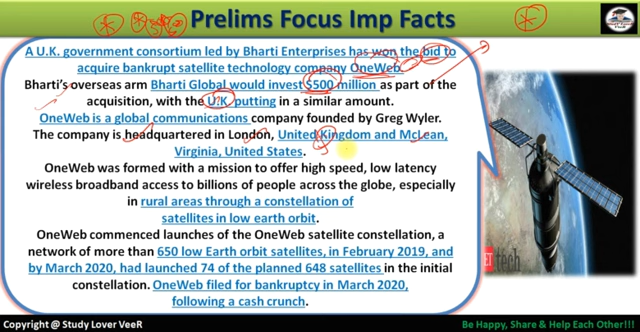 Prelims Focus Imp Facts
A U.K. government consortium led by Bharti Enterprises has won the bid to
acquire bankrupt satellite technology company OneWeb.
Bharti's overseas arm Bharti Global would invest $500 million as part of the
acquisition, with the U.K. putting in a similar amount.
OneWeb is a global communications company founded by Greg Wyler.
The company is headquartered in London, United Kingdom and McLean,
Virginia, United States.
OneWeb was formed with a mission to offer high speed, low latency
wireless broadband access to billions of people across the globe, especially
in rural areas through a constellation of
satellites in low earth orbit.
OneWeb commenced launches of the OneWeb satellite constellation, a
network of more than 650 low Earth orbit satellites, in February 2019, and
by March 2020, had launched 74 of the planned 648 satellites in the initial
constellation. OneWeb filed for bankruptcy in March 2020,
following a cash crunch.
ET tech
Copyright @ Study Lover VeeR
Be Happy, Share & Help Each Other!!!